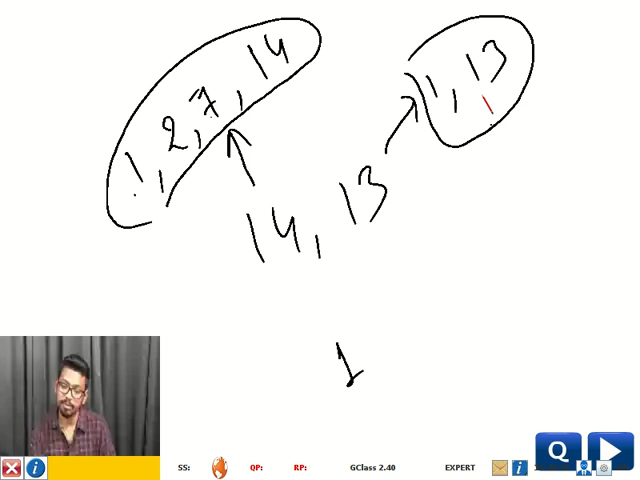 1, 2, 7, 14
1, 13
14, 13
1
Q
SS: QP: RP: GClass 2.40 EXPERT